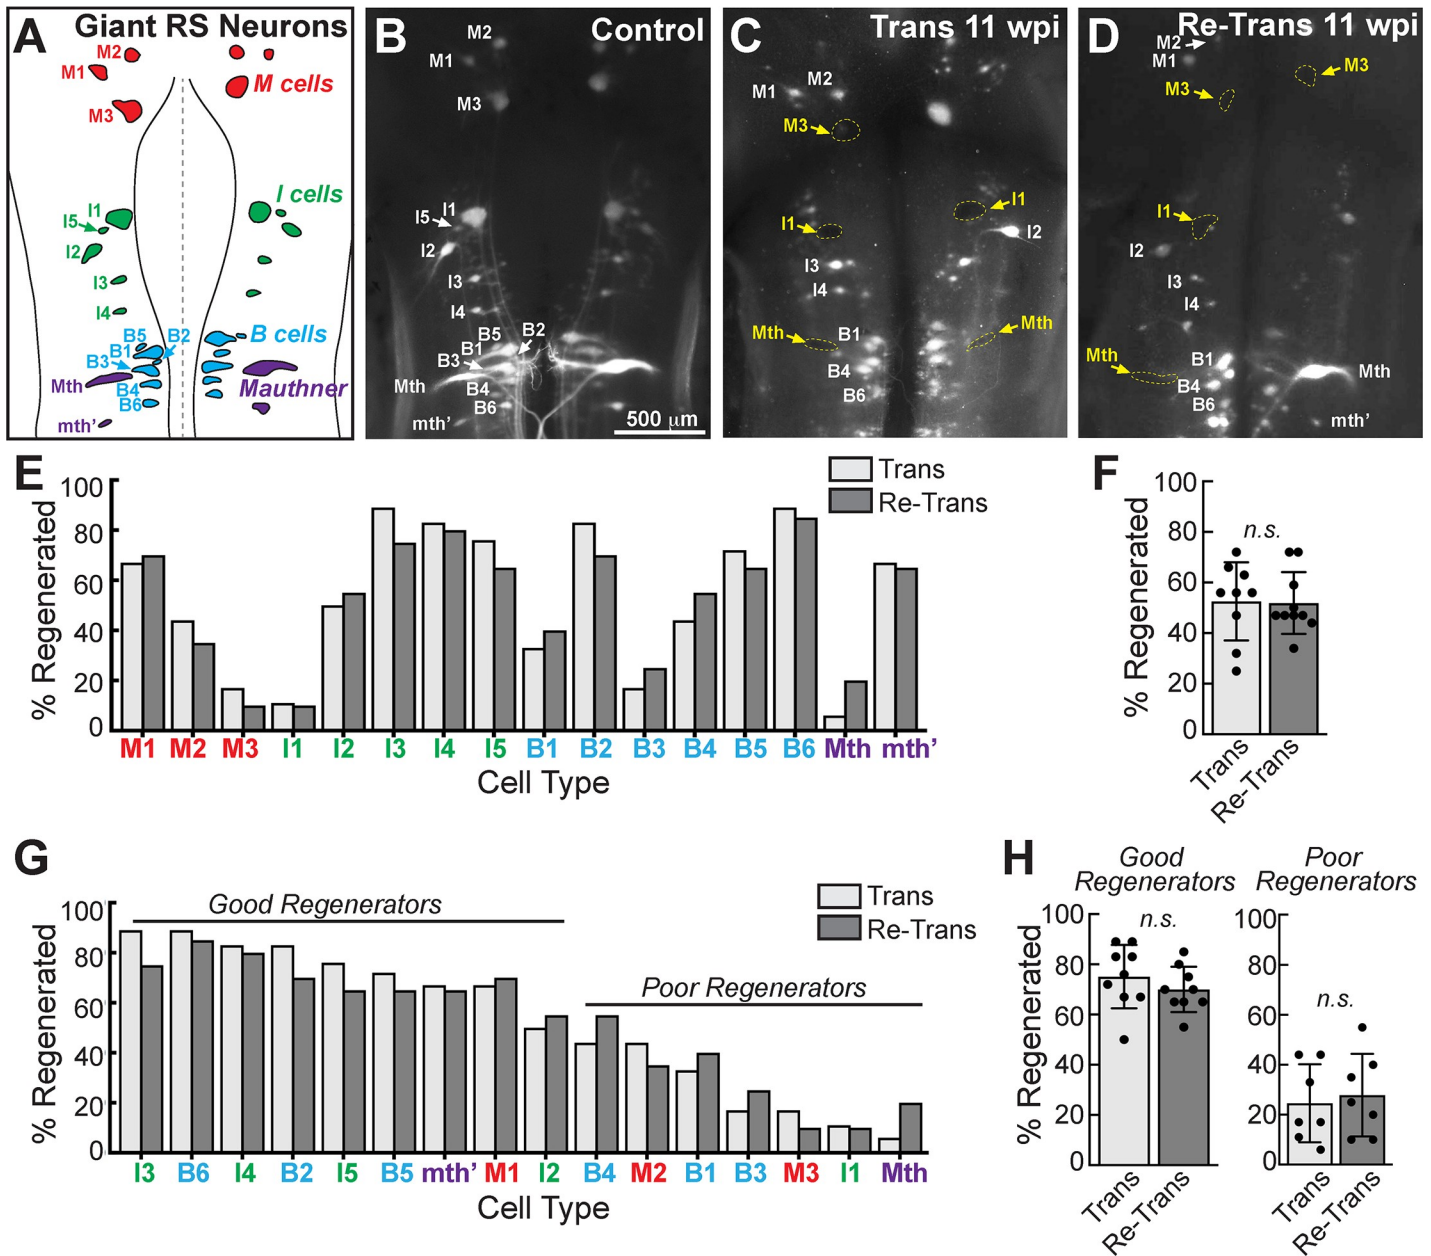 A
Giant RS Neurons
M2
M1
M3
M cells
I cells
I1
I5
I2
I3
I4
B cells
B5
B2
B1
B3
Mth
B4
B6
Mauthner
mth’
B
Control
M2
M1
M3
I1
I5
I2
I3
I4
B5
B2
B1
B3
Mth
B4
B6
mth’
500 µm
C
Trans 11 wpi
M2
M1
M3
I1
I1
I2
I3
I4
Mth
Mth
B1
B4
B6
D
Re-Trans 11 wpi
M2
M1
M3
M3
I1
I2
I3
I4
Mth
B1
Mth
B4
B6
mth’
E
Trans
Re-Trans
% Regenerated
100
80
60
40
20
0
M1 M2 M3 I1 I2 I3 I4 I5 B1 B2 B3 B4 B5 B6 Mth mth’
Cell Type
F
% Regenerated
100
80
60
40
20
0
n.s.
Trans
Re-Trans
G
Good Regenerators
Trans
Re-Trans
Poor Regenerators
% Regenerated
100
80
60
40
20
0
I3 B6 I4 B2 I5 B5 mth’ M1 I2 B4 M2 B1 B3 M3 I1 Mth
Cell Type
H
Good
Regenerators
% Regenerated
100
80
60
40
20
0
n.s.
Trans
Re-Trans
Poor
Regenerators
100
80
60
40
20
0
n.s.
Trans
Re-Trans